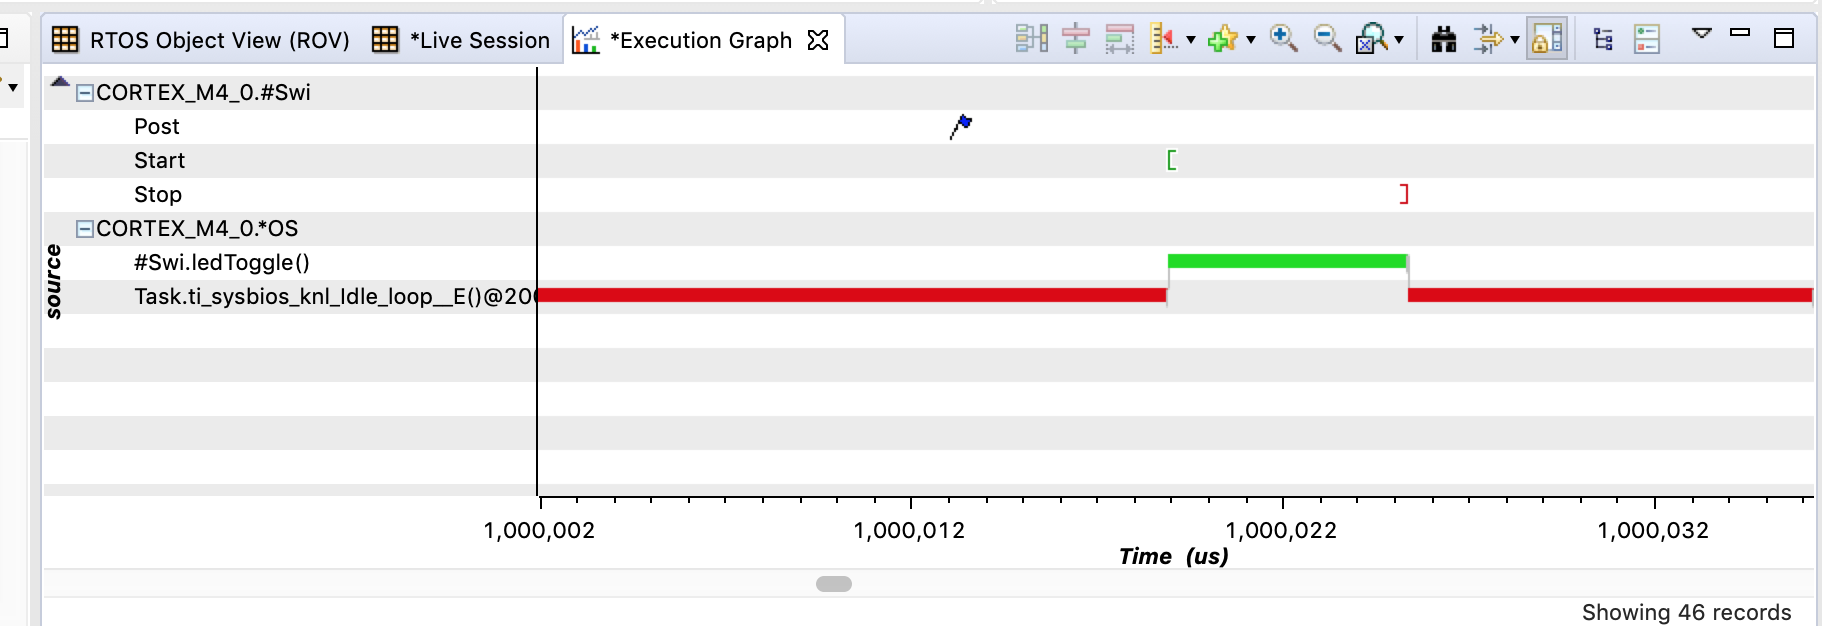 RTOS Object View (ROV) *Live Session *Execution Graph
CORTEX_M4_0.#Swi
Post
Start
Stop
CORTEX_M4_0.*OS
#Swi.ledToggle()
Task.ti_sysbios_knl_Idle_loop__E()@20
source
1,000,002 1,000,012 1,000,022 1,000,032
Time (us)
Showing 46 records